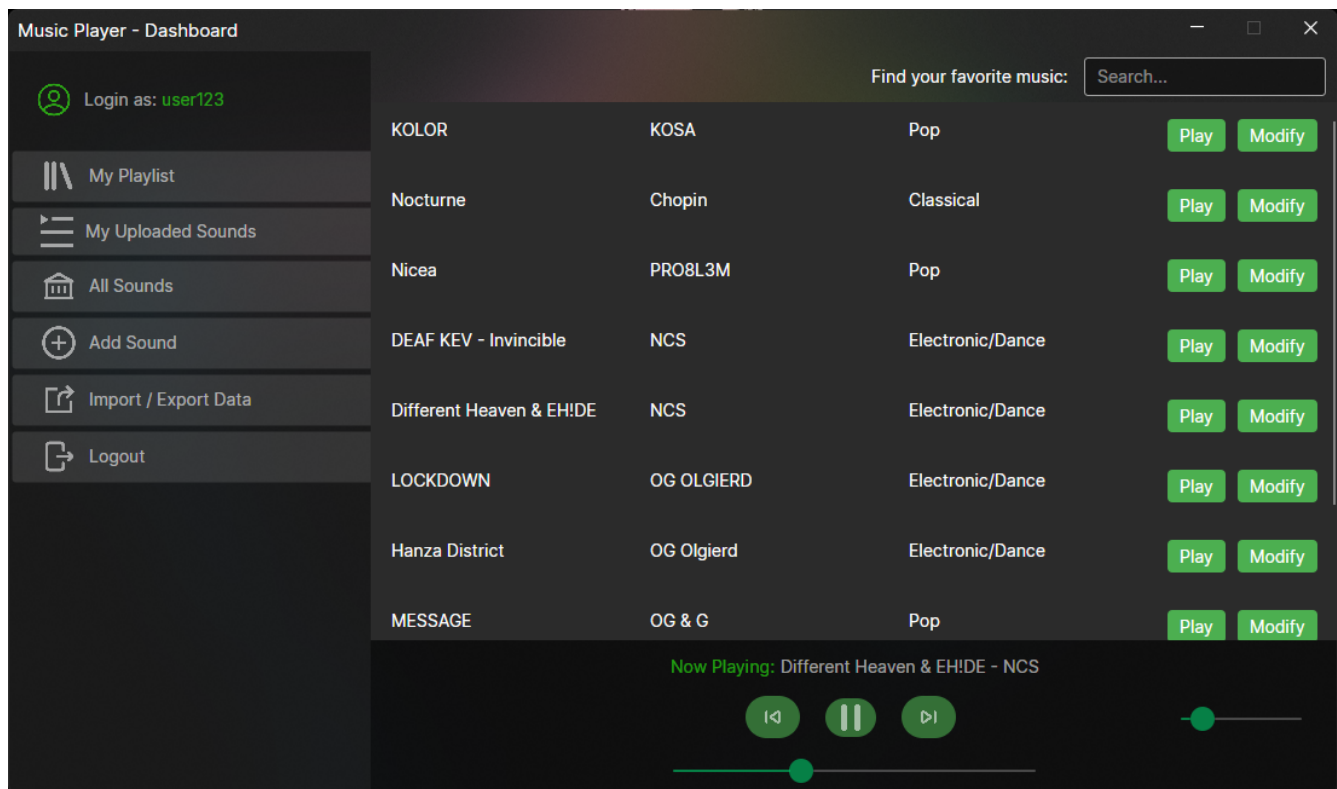 Music Player - Dashboard
Login as: user123
My Playlist
My Uploaded Sounds
All Sounds
Add Sound
Import / Export Data
Logout
Find your favorite music: Search...
KOLOR KOSA Pop Play Modify
Nocturne Chopin Classical Play Modify
Nicea PRO8L3M Pop Play Modify
DEAF KEV - Invincible NCS Electronic/Dance Play Modify
Different Heaven & EH!DE NCS Electronic/Dance Play Modify
LOCKDOWN OG OLGIERD Electronic/Dance Play Modify
Hanza District OG Olgierd Electronic/Dance Play Modify
MESSAGE OG & G Pop Play Modify
Now Playing: Different Heaven & EH!DE - NCS